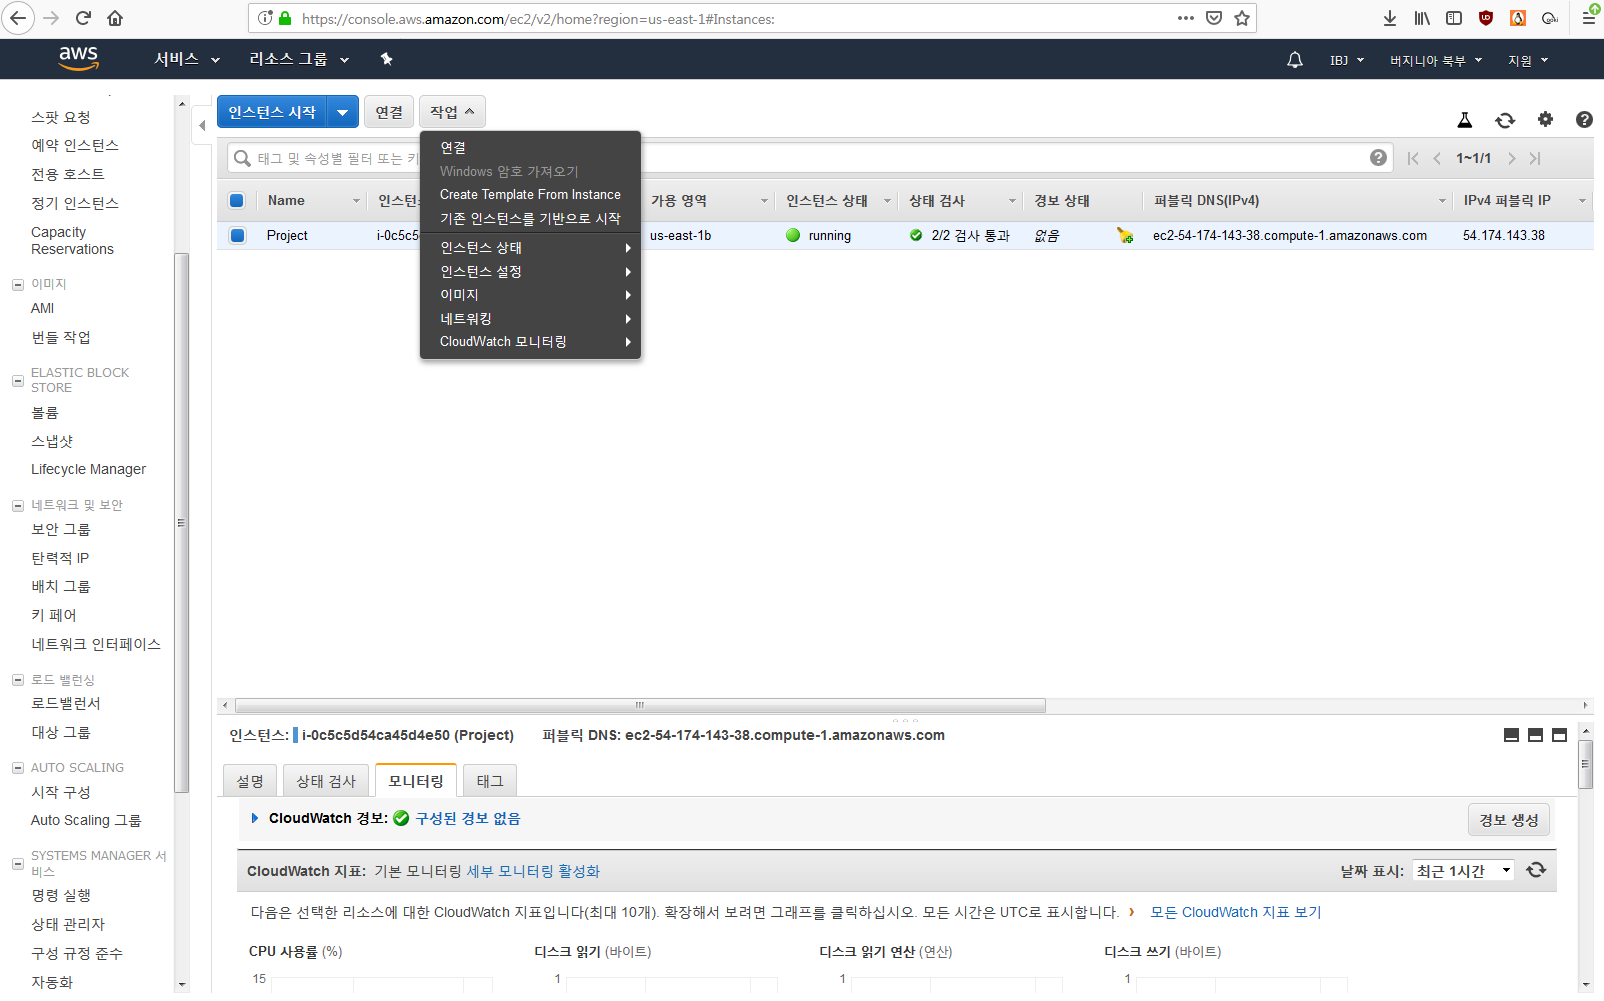 https://console.aws.amazon.com/ec2/v2/home?region=us-east-1#Instances:
aws 서비스 리소스 그룹 IBJ 버지니아 북부 지원
스팟 요청
예약 인스턴스
전용 호스트
정기 인스턴스
Capacity
Reservations
이미지
AMI
번들 작업
ELASTIC BLOCK
STORE
볼륨
스냅샷
Lifecycle Manager
네트워크 및 보안
보안 그룹
탄력적 IP
배치 그룹
키 페어
네트워크 인터페이스
로드 밸런싱
로드밸런서
대상 그룹
AUTO SCALING
시작 구성
Auto Scaling 그룹
SYSTEMS MANAGER 서
비스
명령 실행
상태 관리자
구성 규정 준수
자동화
인스턴스 시작 연결 작업
연결
Windows 암호 가져오기
Create Template From Instance
기존 인스턴스를 기반으로 시작
인스턴스 상태
인스턴스 설정
이미지
네트워킹
CloudWatch 모니터링
태그 및 속성별 필터 또는 키 1~1/1
Name 인스턴스 가용 영역 인스턴스 상태 상태 검사 경보 상태 퍼블릭 DNS(IPv4) IPv4 퍼블릭 IP
Project i-0c5c5 us-east-1b running 2/2 검사 통과 없음 ec2-54-174-143-38.compute-1.amazonaws.com 54.174.143.38
인스턴스: i-0c5c5d54ca45d4e50 (Project) 퍼블릭 DNS: ec2-54-174-143-38.compute-1.amazonaws.com
설명 상태 검사 모니터링 태그
CloudWatch 경보: 구성된 경보 없음 경보 생성
CloudWatch 지표: 기본 모니터링 세부 모니터링 활성화 날짜 표시: 최근 1시간
다음은 선택한 리소스에 대한 CloudWatch 지표입니다(최대 10개). 확장해서 보려면 그래프를 클릭하십시오. 모든 시간은 UTC로 표시합니다. › 모든 CloudWatch 지표 보기
CPU 사용률 (%) 디스크 읽기 (바이트) 디스크 읽기 연산 (연산) 디스크 쓰기 (바이트)
15 1 1 1